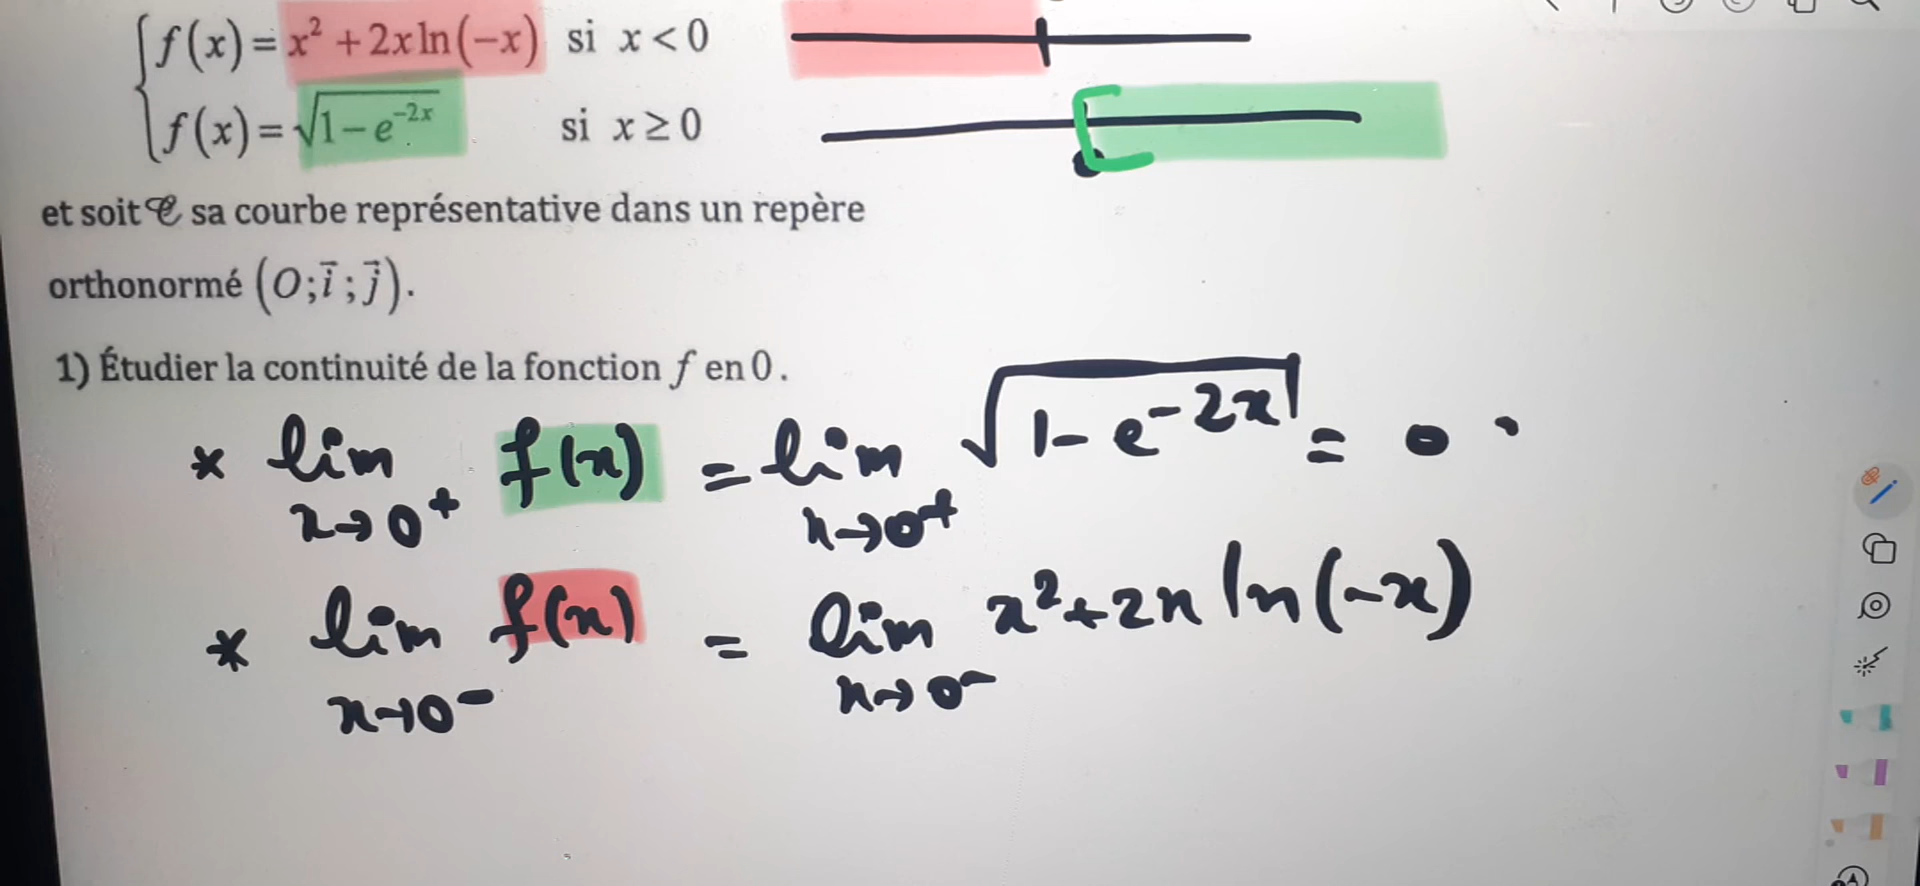 f(x) = x² + 2x ln(−x) si x < 0
f(x) = √(1 − e^(−2x)) si x ≥ 0
et soit 𝒞 sa courbe représentative dans un repère
orthonormé (O ; i⃗ ; j⃗).
1) Étudier la continuité de la fonction f en 0.
* lim x→0⁺ f(x) = lim x→0⁺ √(1 − e^(−2x)) = 0
* lim x→0⁻ f(x) = lim x→0⁻ x² + 2x ln(−x)